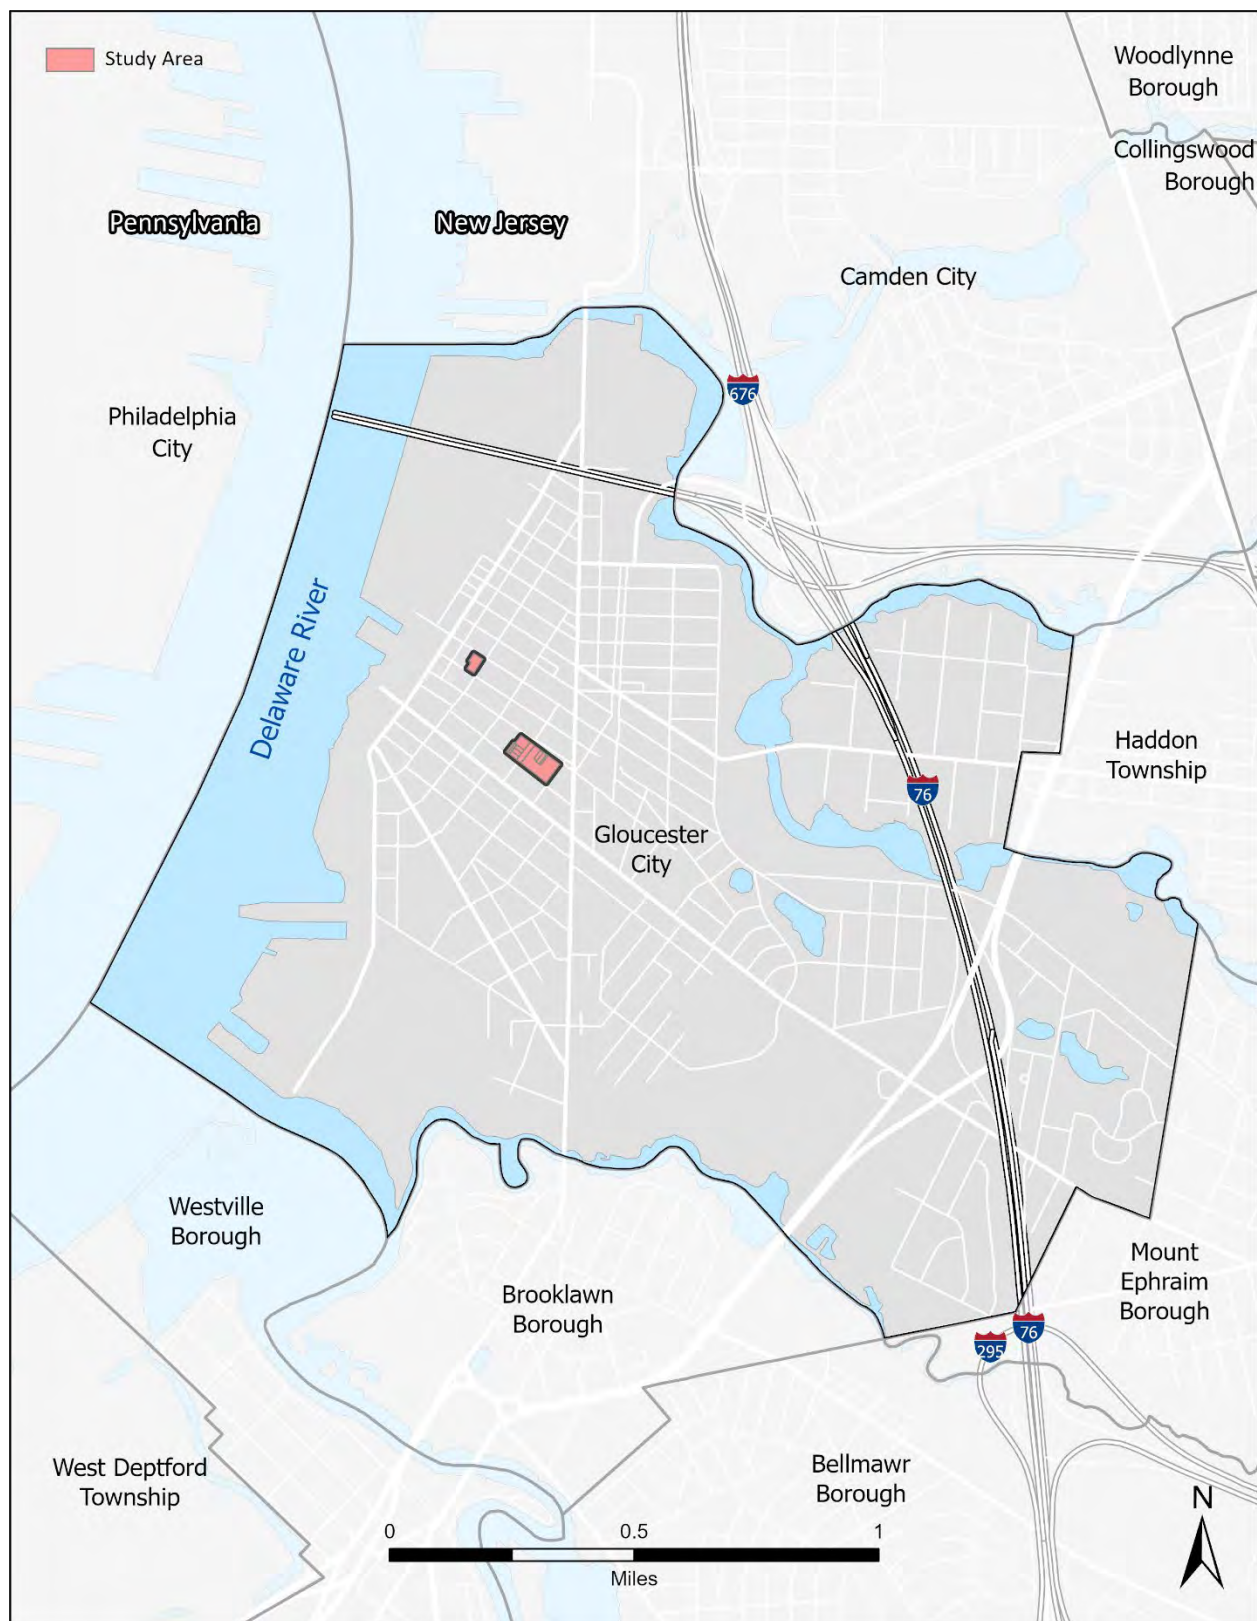 Study Area
Woodlynne
Borough
Collingswood
Borough
Pennsylvania
New Jersey
Camden City
676
Philadelphia
City
Delaware River
Haddon
Township
76
Gloucester
City
Westville
Borough
Mount
Ephraim
Borough
Brooklawn
Borough
76
295
West Deptford
Township
Bellmawr
Borough
N
0
0.5
1
Miles